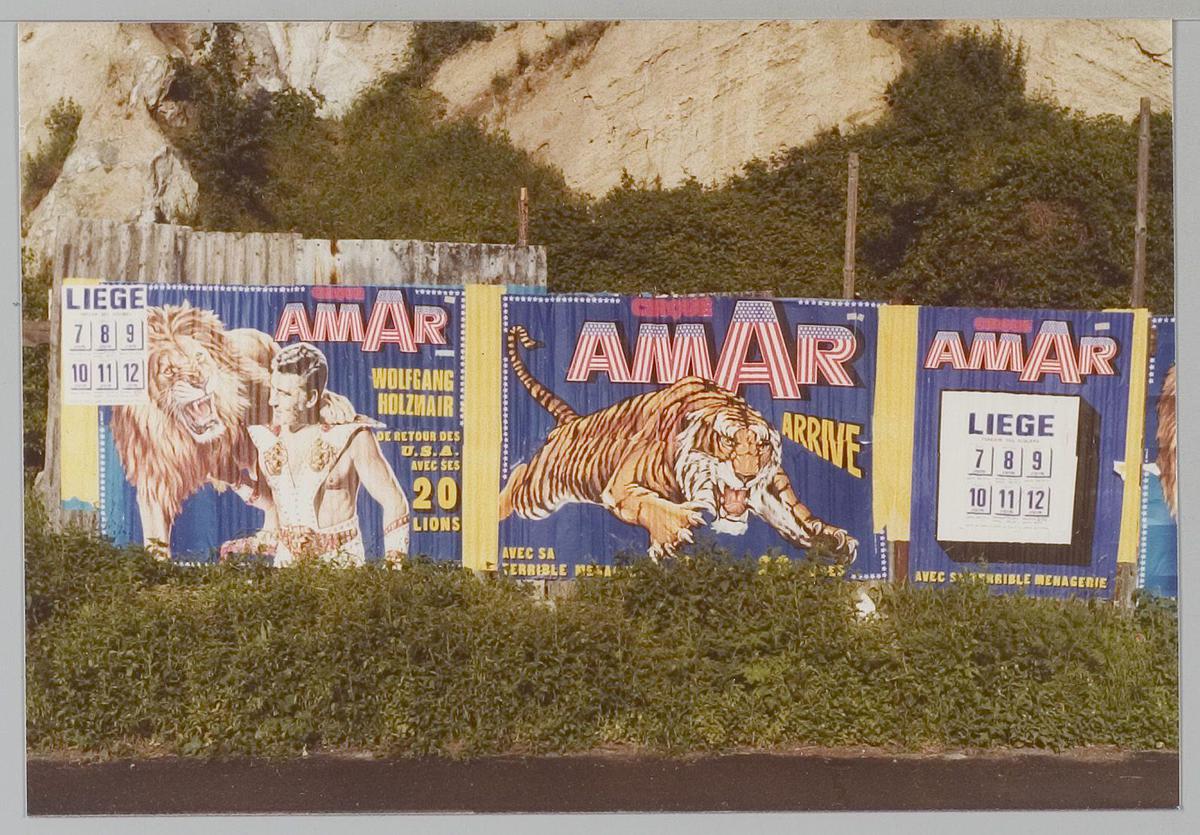 LIEGE
7 8 9
10 11 12
CIRQUE
AMAR
WOLFGANG
HOLZMAIR
DE RETOUR DES
U.S.A.
AVEC SES
20
LIONS
CIRQUE
AMAR
ARRIVE
AVEC SA
TERRIBLE
CIRQUE
AMAR
LIEGE
7 8 9
10 11 12
AVEC SA TERRIBLE MENAGERIE